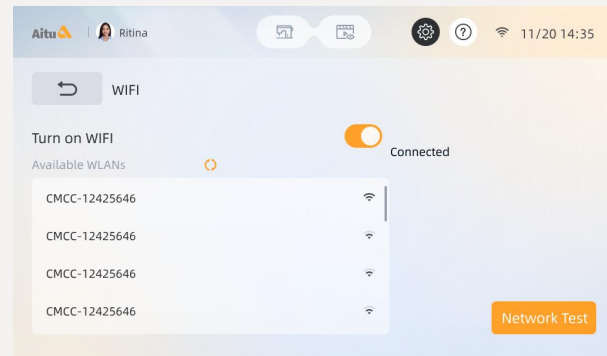 Aitu Ritina 11/20 14:35
WIFI
Turn on WIFI
Connected
Available WLANs
CMCC-12425646
CMCC-12425646
CMCC-12425646
CMCC-12425646
Network Test